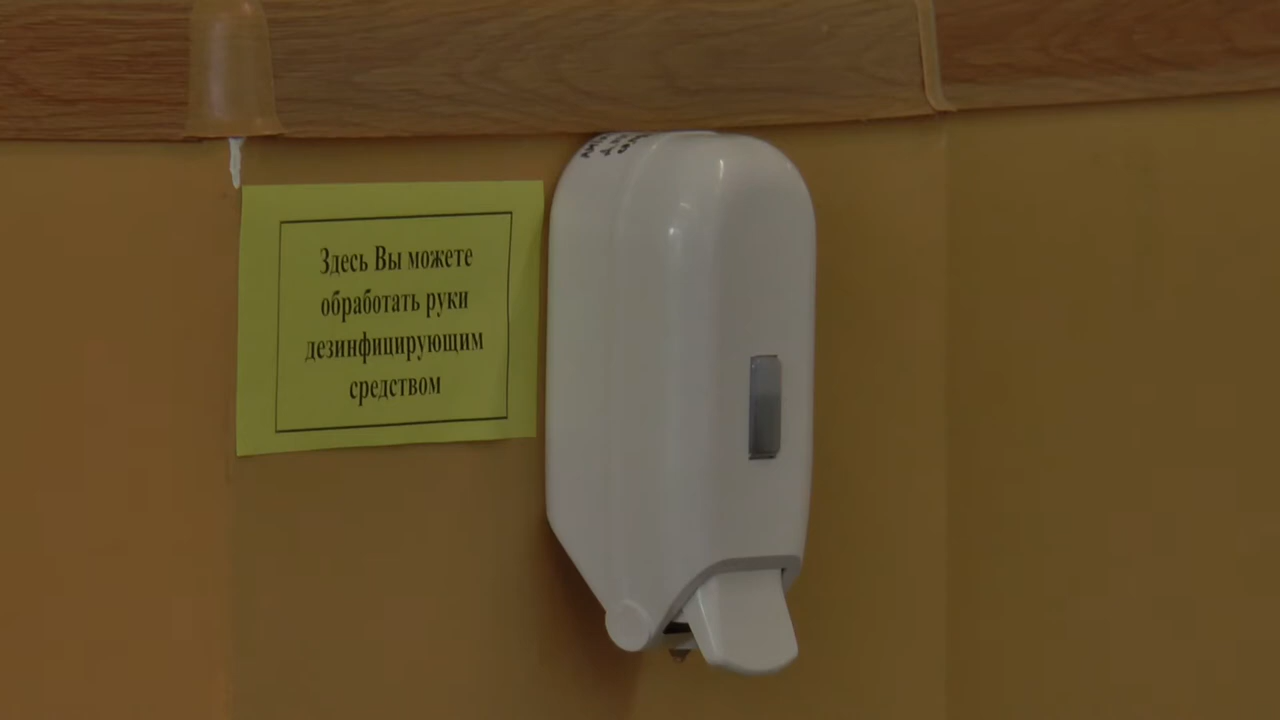 Здесь Вы можете
обработать руки
дезинфицирующим
средством